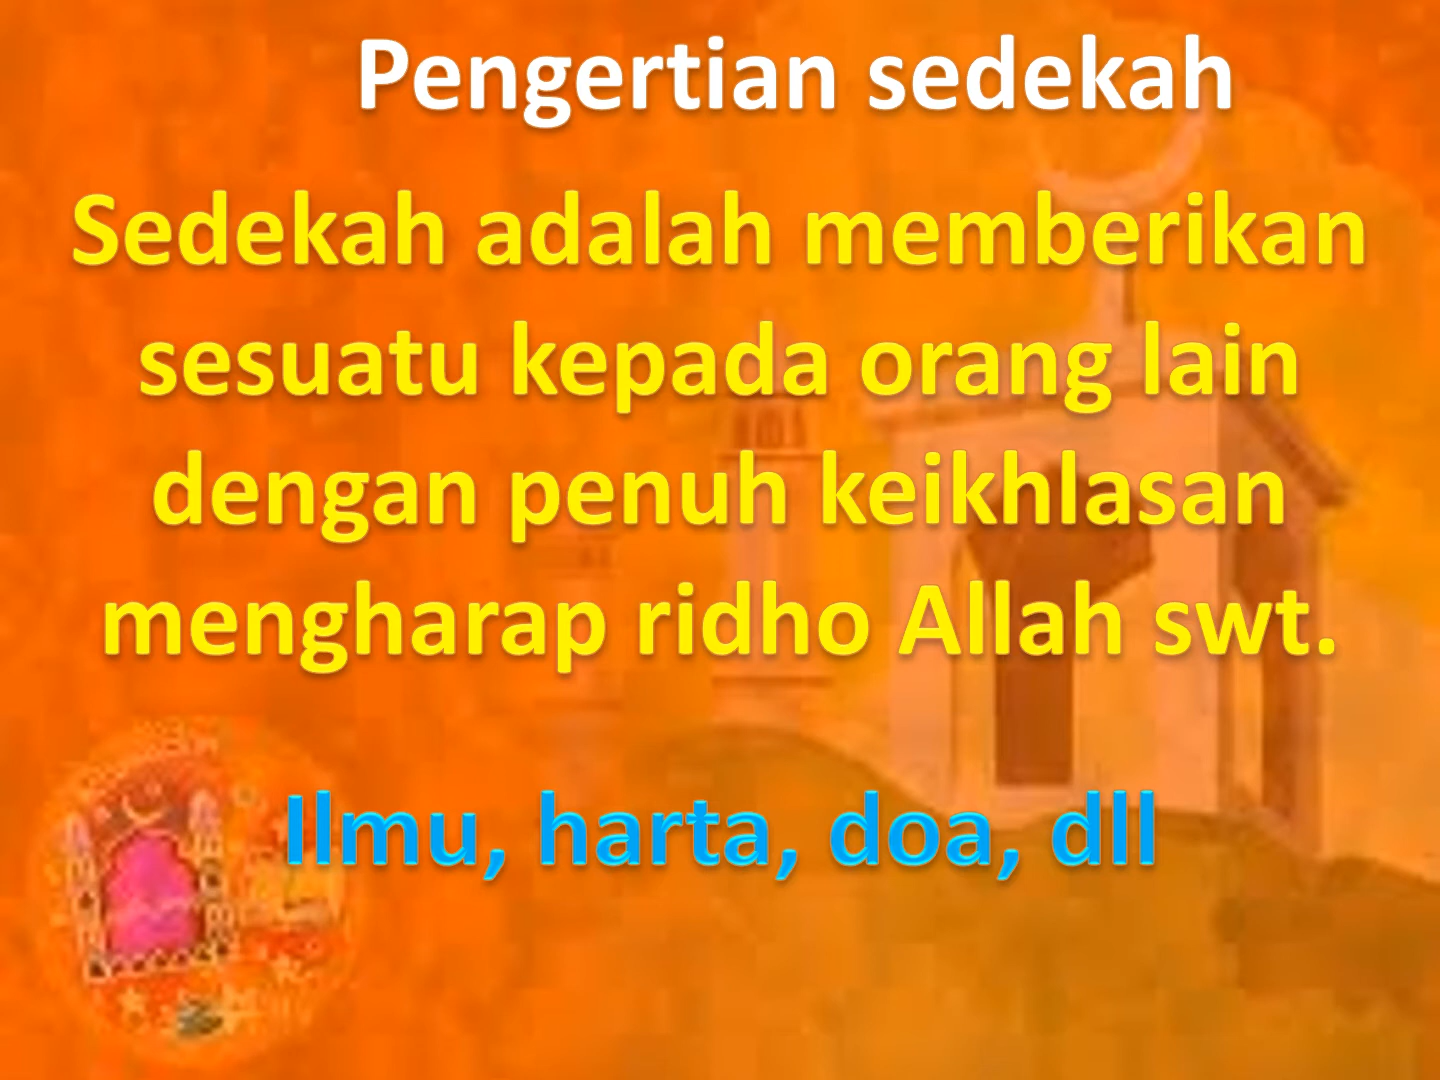 Pengertian sedekah
Sedekah adalah memberikan
sesuatu kepada orang lain
dengan penuh keikhlasan
mengharap ridho Allah swt.
Ilmu, harta, doa, dll